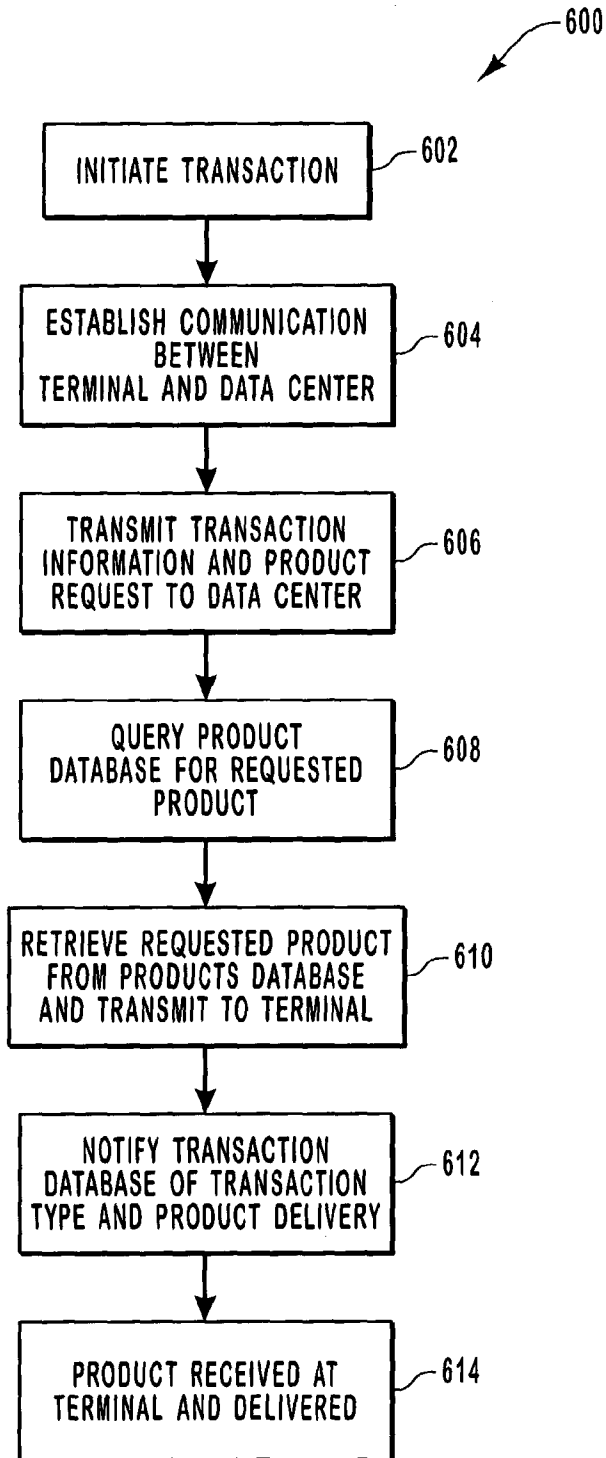 600
INITIATE TRANSACTION
602
ESTABLISH COMMUNICATION
BETWEEN
TERMINAL AND DATA CENTER
604
TRANSMIT TRANSACTION
INFORMATION AND PRODUCT
REQUEST TO DATA CENTER
606
QUERY PRODUCT
DATABASE FOR REQUESTED
PRODUCT
608
RETRIEVE REQUESTED PRODUCT
FROM PRODUCTS DATABASE
AND TRANSMIT TO TERMINAL
610
NOTIFY TRANSACTION
DATABASE OF TRANSACTION
TYPE AND PRODUCT DELIVERY
612
PRODUCT RECEIVED AT
TERMINAL AND DELIVERED
614